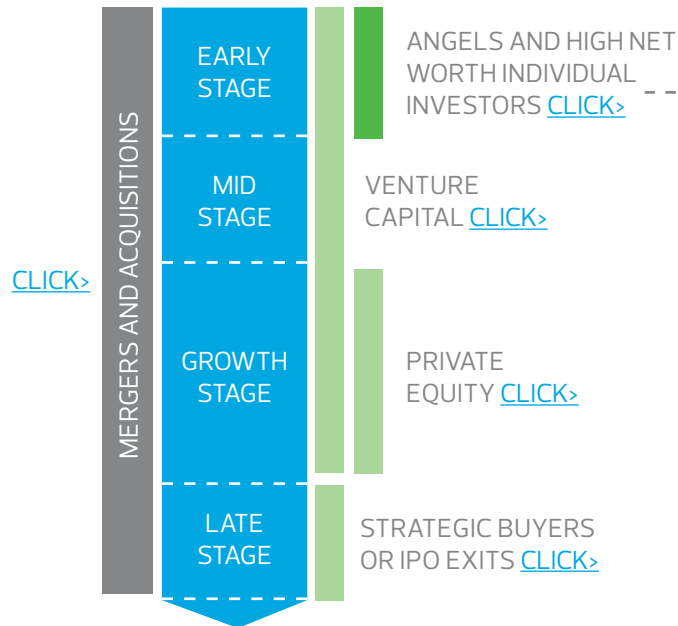 CLICK>
MERGERS AND ACQUISITIONS
EARLY
STAGE
MID
STAGE
GROWTH
STAGE
LATE
STAGE
ANGELS AND HIGH NET
WORTH INDIVIDUAL
INVESTORS CLICK>
VENTURE
CAPITAL CLICK>
PRIVATE
EQUITY CLICK>
STRATEGIC BUYERS
OR IPO EXITS CLICK>